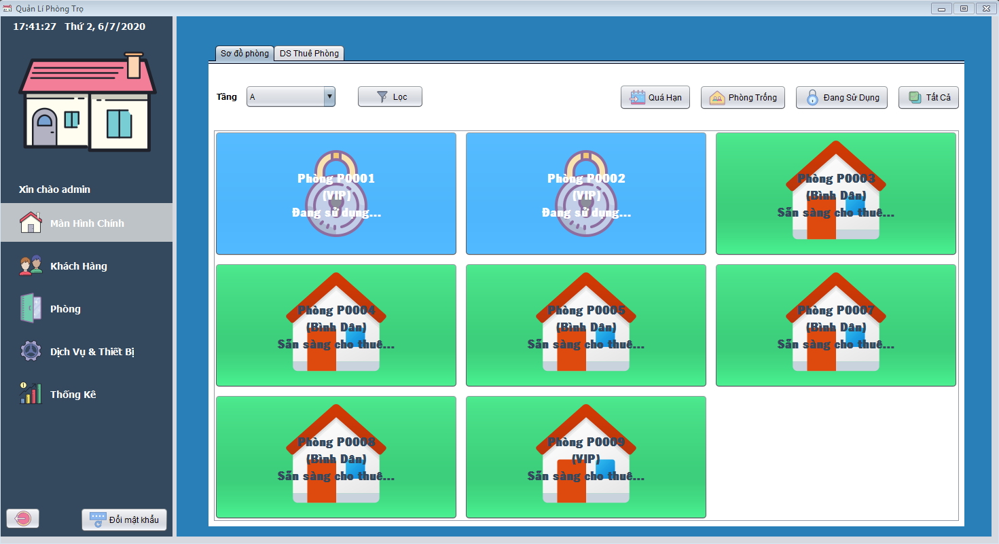 Quản Lí Phòng Trọ
17:41:27 Thứ 2, 6/7/2020
Xin chào admin
Màn Hình Chính
Khách Hàng
Phòng
Dịch Vụ & Thiết Bị
Thống Kê
Đổi mật khẩu
Sơ đồ phòng
DS Thuê Phòng
Tầng
A
Lọc
Quá Hạn
Phòng Trống
Đang Sử Dụng
Tất Cả
Phòng P0001
(VIP)
Đang sử dụng...
Phòng P0002
(VIP)
Đang sử dụng...
Phòng P0003
(Bình Dân)
Sẵn sàng cho thuê...
Phòng P0004
(Bình Dân)
Sẵn sàng cho thuê...
Phòng P0005
(Bình Dân)
Sẵn sàng cho thuê...
Phòng P0007
(Bình Dân)
Sẵn sàng cho thuê...
Phòng P0008
(Bình Dân)
Sẵn sàng cho thuê...
Phòng P0009
(VIP)
Sẵn sàng cho thuê...